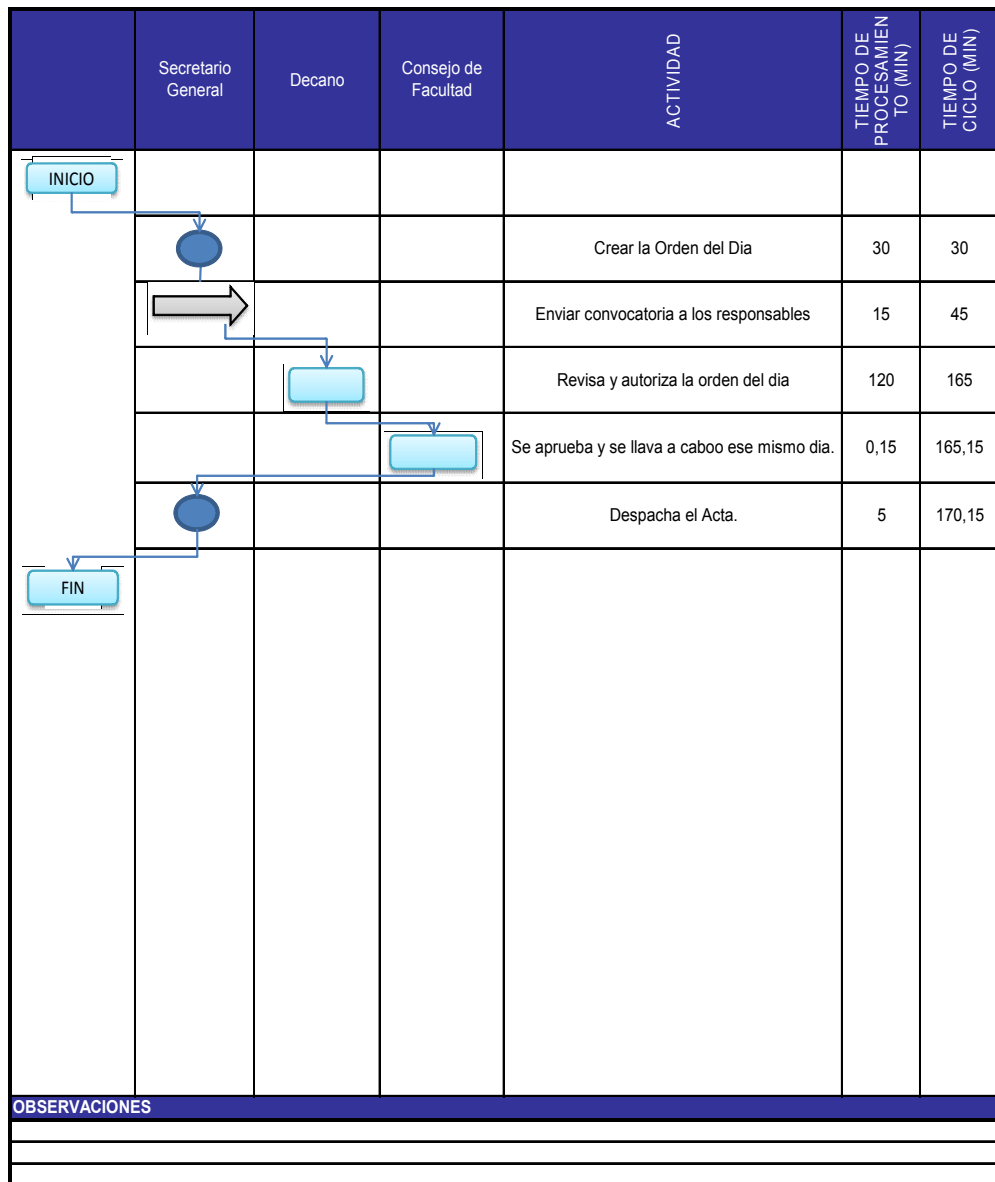 Secretario
General
Decano
Consejo de
Facultad
ACTIVIDAD
TIEMPO DE
PROCESAMIEN
TO (MIN)
TIEMPO DE
CICLO (MIN)
INICIO
Crear la Orden del Dia 30 30
Enviar convocatoria a los responsables 15 45
Revisa y autoriza la orden del dia 120 165
Se aprueba y se llava a caboo ese mismo dia. 0,15 165,15
Despacha el Acta. 5 170,15
FIN
OBSERVACIONES